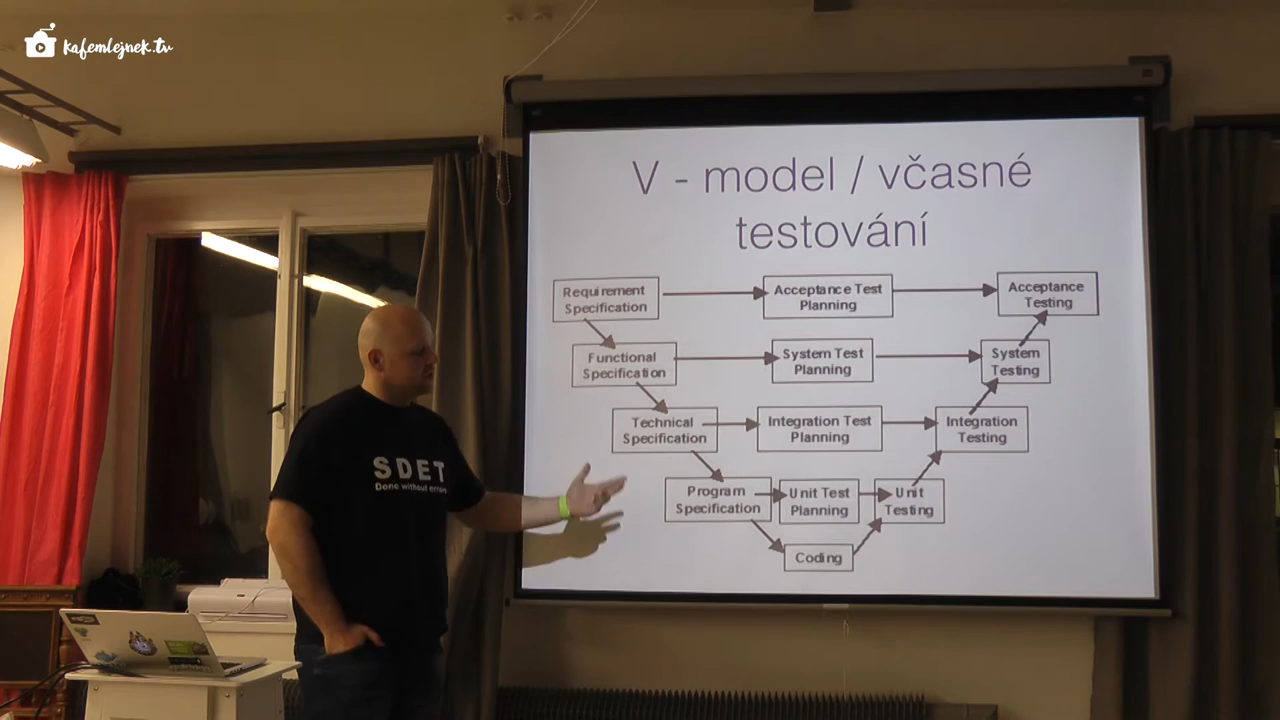 kafemlejnek.tv
V - model / včasné
testování
Requirement
Specification
Acceptance Test
Planning
Acceptance
Testing
Functional
Specification
System Test
Planning
System
Testing
Technical
Specification
Integration Test
Planning
Integration
Testing
Program
Specification
Unit Test
Planning
Unit
Testing
Coding
SDET
Done without errors